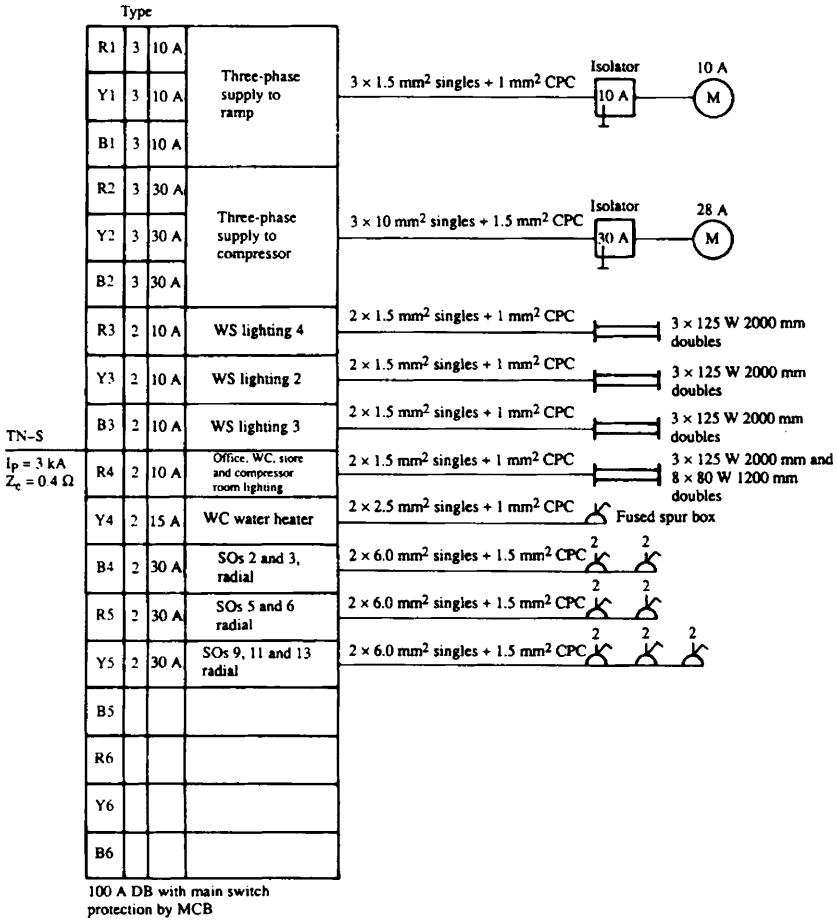 Type
R1 3 10 A
Y1 3 10 A
B1 3 10 A
Three-phase
supply to
ramp
3 × 1.5 mm² singles + 1 mm² CPC
Isolator
10 A
10 A
M
R2 3 30 A
Y2 3 30 A
B2 3 30 A
Three-phase
supply to
compressor
3 × 10 mm² singles + 1.5 mm² CPC
Isolator
30 A
28 A
M
R3 2 10 A WS lighting 4
2 × 1.5 mm² singles + 1 mm² CPC
3 × 125 W 2000 mm
doubles
Y3 2 10 A WS lighting 2
2 × 1.5 mm² singles + 1 mm² CPC
3 × 125 W 2000 mm
doubles
B3 2 10 A WS lighting 3
2 × 1.5 mm² singles + 1 mm² CPC
3 × 125 W 2000 mm
doubles
TN–S
Ip = 3 kA
Ze = 0.4 Ω
R4 2 10 A
Office, WC, store
and compressor
room lighting
2 × 1.5 mm² singles + 1 mm² CPC
3 × 125 W 2000 mm and
8 × 80 W 1200 mm
doubles
Y4 2 15 A WC water heater
2 × 2.5 mm² singles + 1 mm² CPC
Fused spur box
B4 2 30 A
SOs 2 and 3,
radial
2 × 6.0 mm² singles + 1.5 mm² CPC
2 2
R5 2 30 A
SOs 5 and 6
radial
2 × 6.0 mm² singles + 1.5 mm² CPC
2 2
Y5 2 30 A
SOs 9, 11 and 13
radial
2 × 6.0 mm² singles + 1.5 mm² CPC
2 2 2
B5
R6
Y6
B6
100 A DB with main switch
protection by MCB